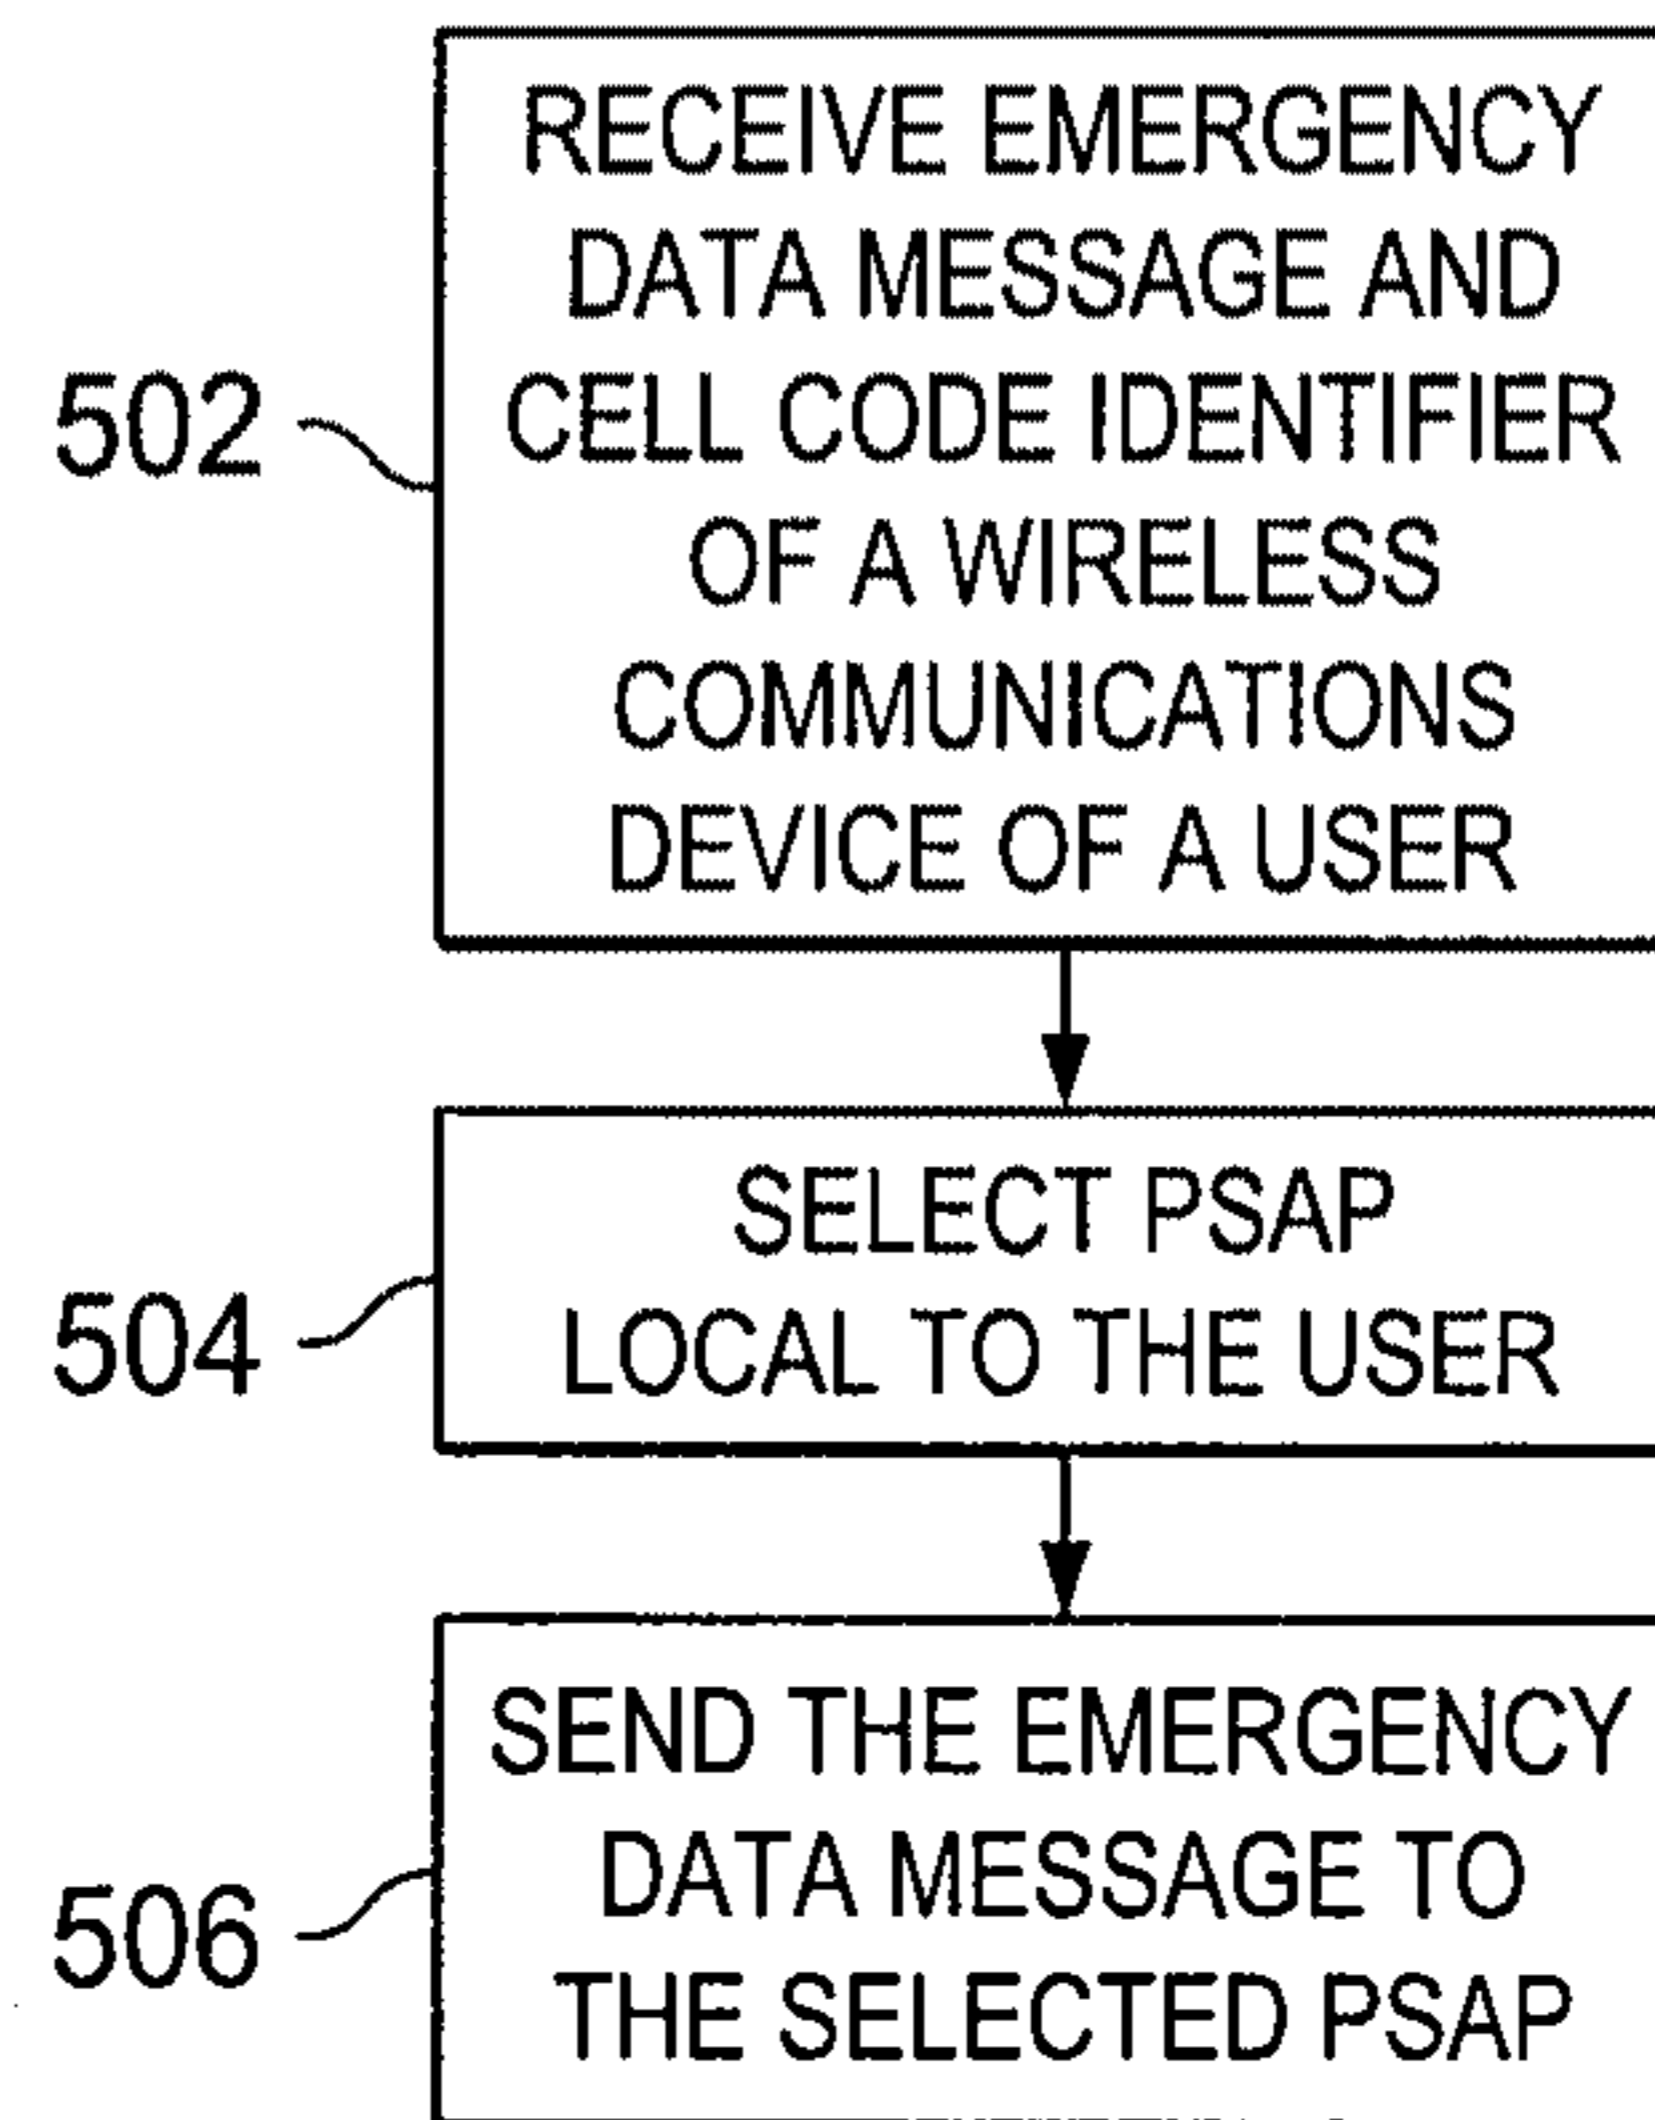 RECEIVE EMERGENCY
DATA MESSAGE AND
502 CELL CODE IDENTIFIER
OF A WIRELESS
COMMUNICATIONS
DEVICE OF A USER
SELECT PSAP
504 LOCAL TO THE USER
SEND THE EMERGENCY
506 DATA MESSAGE TO
THE SELECTED PSAP